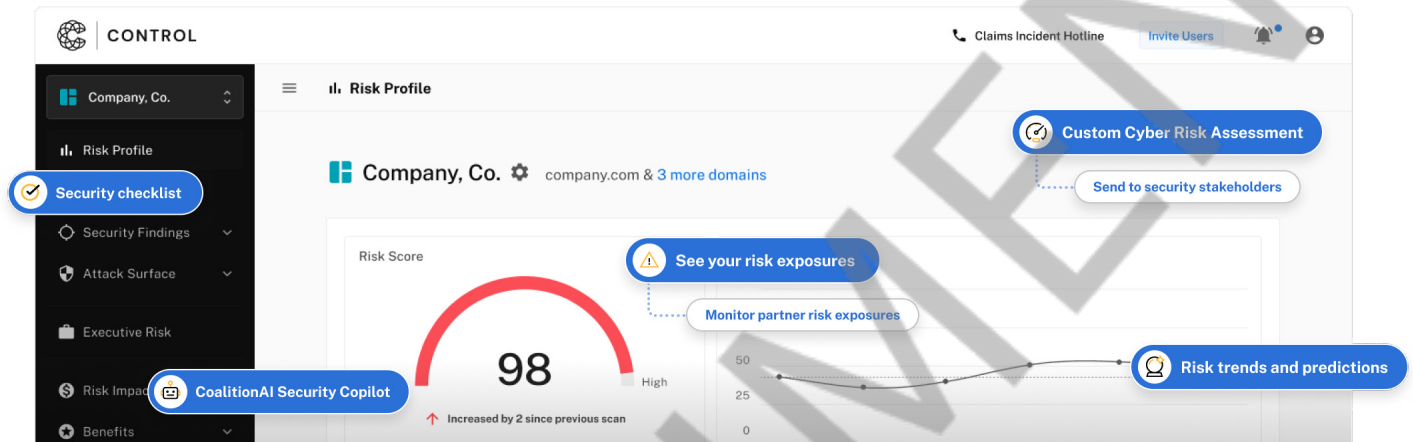 CONTROL
Claims Incident Hotline
Invite Users
Company, Co.
Risk Profile
Risk Profile
Custom Cyber Risk Assessment
Company, Co.
company.com & 3 more domains
Send to security stakeholders
Security checklist
Security Findings
Attack Surface
Risk Score
See your risk exposures
Monitor partner risk exposures
Executive Risk
98
High
50
25
0
Risk trends and predictions
Risk Impac
CoalitionAI Security Copilot
Increased by 2 since previous scan
Benefits
MEN